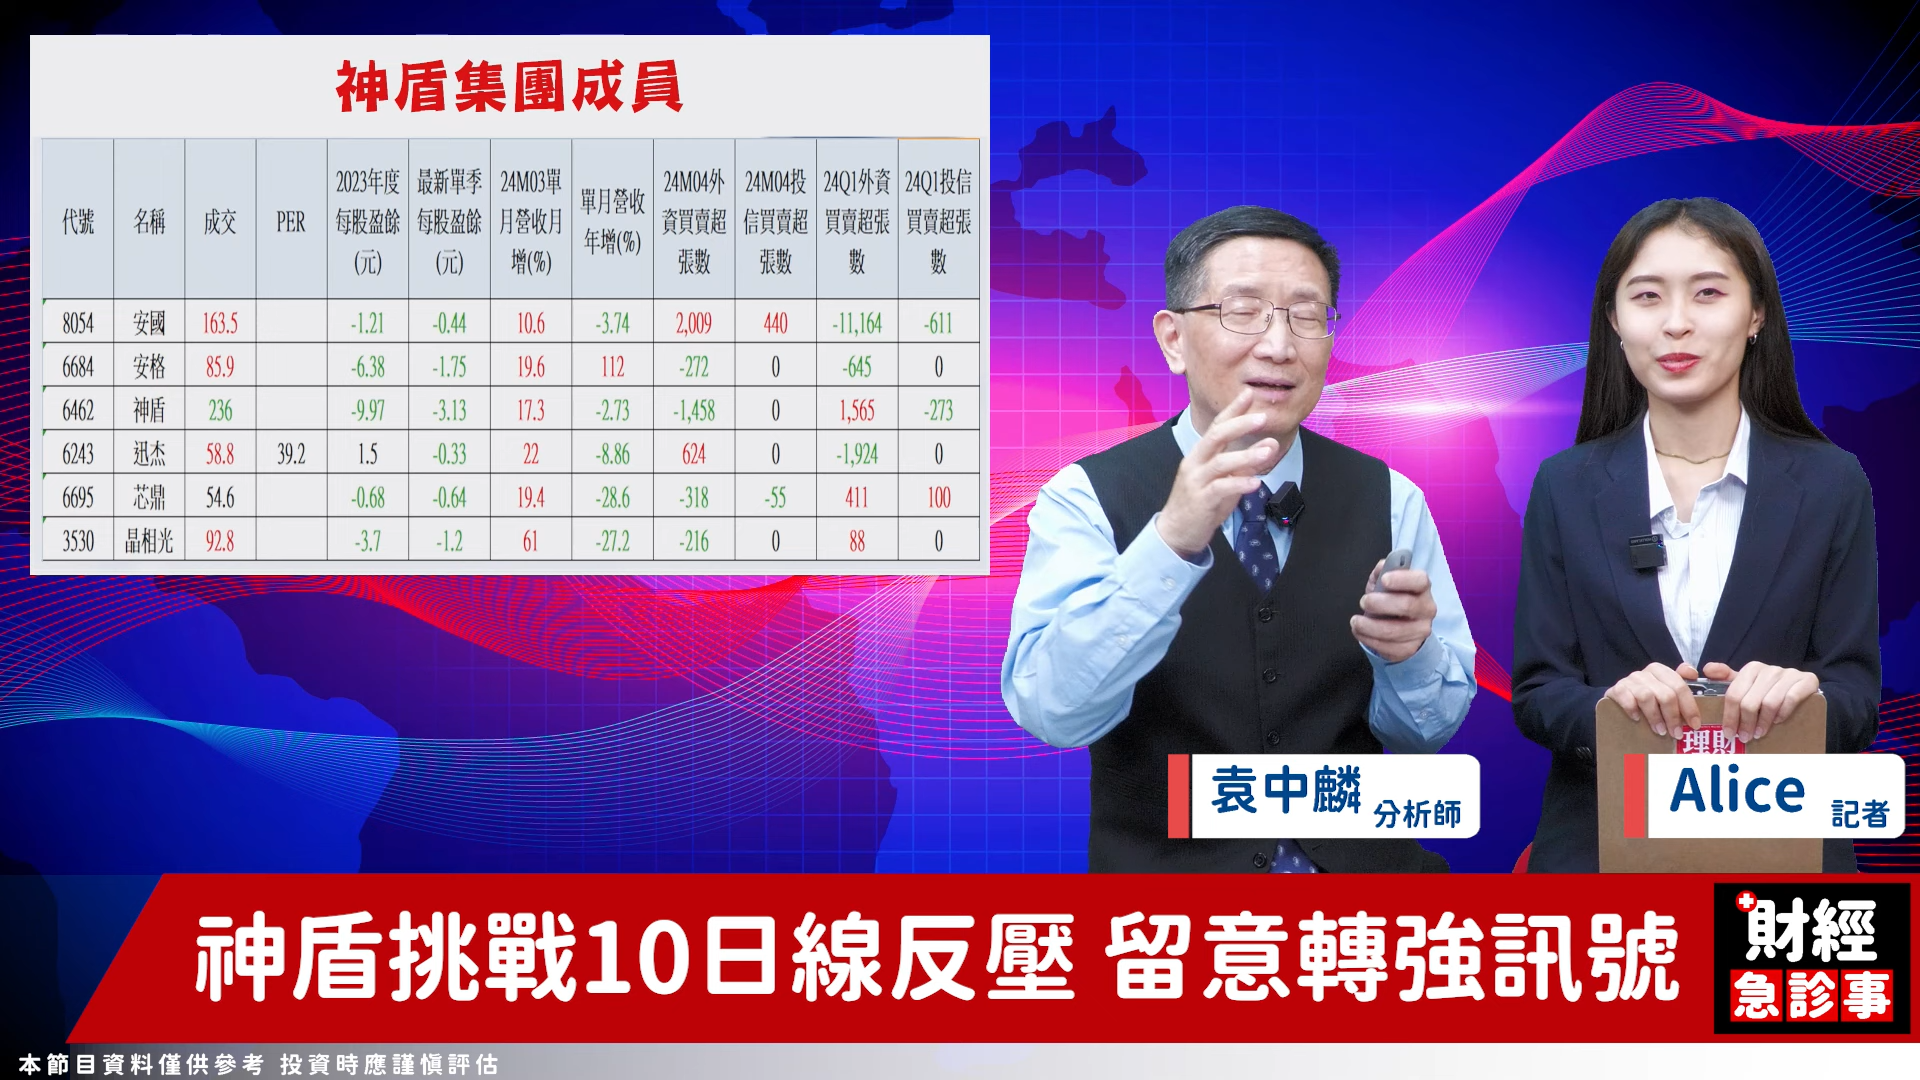 神盾集團成員
代號 名稱 成交 PER 2023年度每股盈餘(元) 最新單季每股盈餘(元) 24M03單月營收月增(%) 單月營收年增(%) 24M04外資買賣超張數 24M04投信買賣超張數 24Q1外資買賣超張數 24Q1投信買賣超張數
8054 安國 163.5 -1.21 -0.44 10.6 -3.74 2,009 440 -11,164 -611
6684 安格 85.9 -6.38 -1.75 19.6 112 -272 0 -645 0
6462 神盾 236 -9.97 -3.13 17.3 -2.73 -1,458 0 1,565 -273
6243 迅杰 58.8 39.2 1.5 -0.33 22 -8.86 624 0 -1,924 0
6695 芯鼎 54.6 -0.68 -0.64 19.4 -28.6 -318 -55 411 100
3530 晶相光 92.8 -3.7 -1.2 61 -27.2 -216 0 88 0
理財
袁中麟 分析師
Alice 記者
神盾挑戰10日線反壓 留意轉強訊號
財經
急診事
本節目資料僅供參考 投資時應謹慎評估